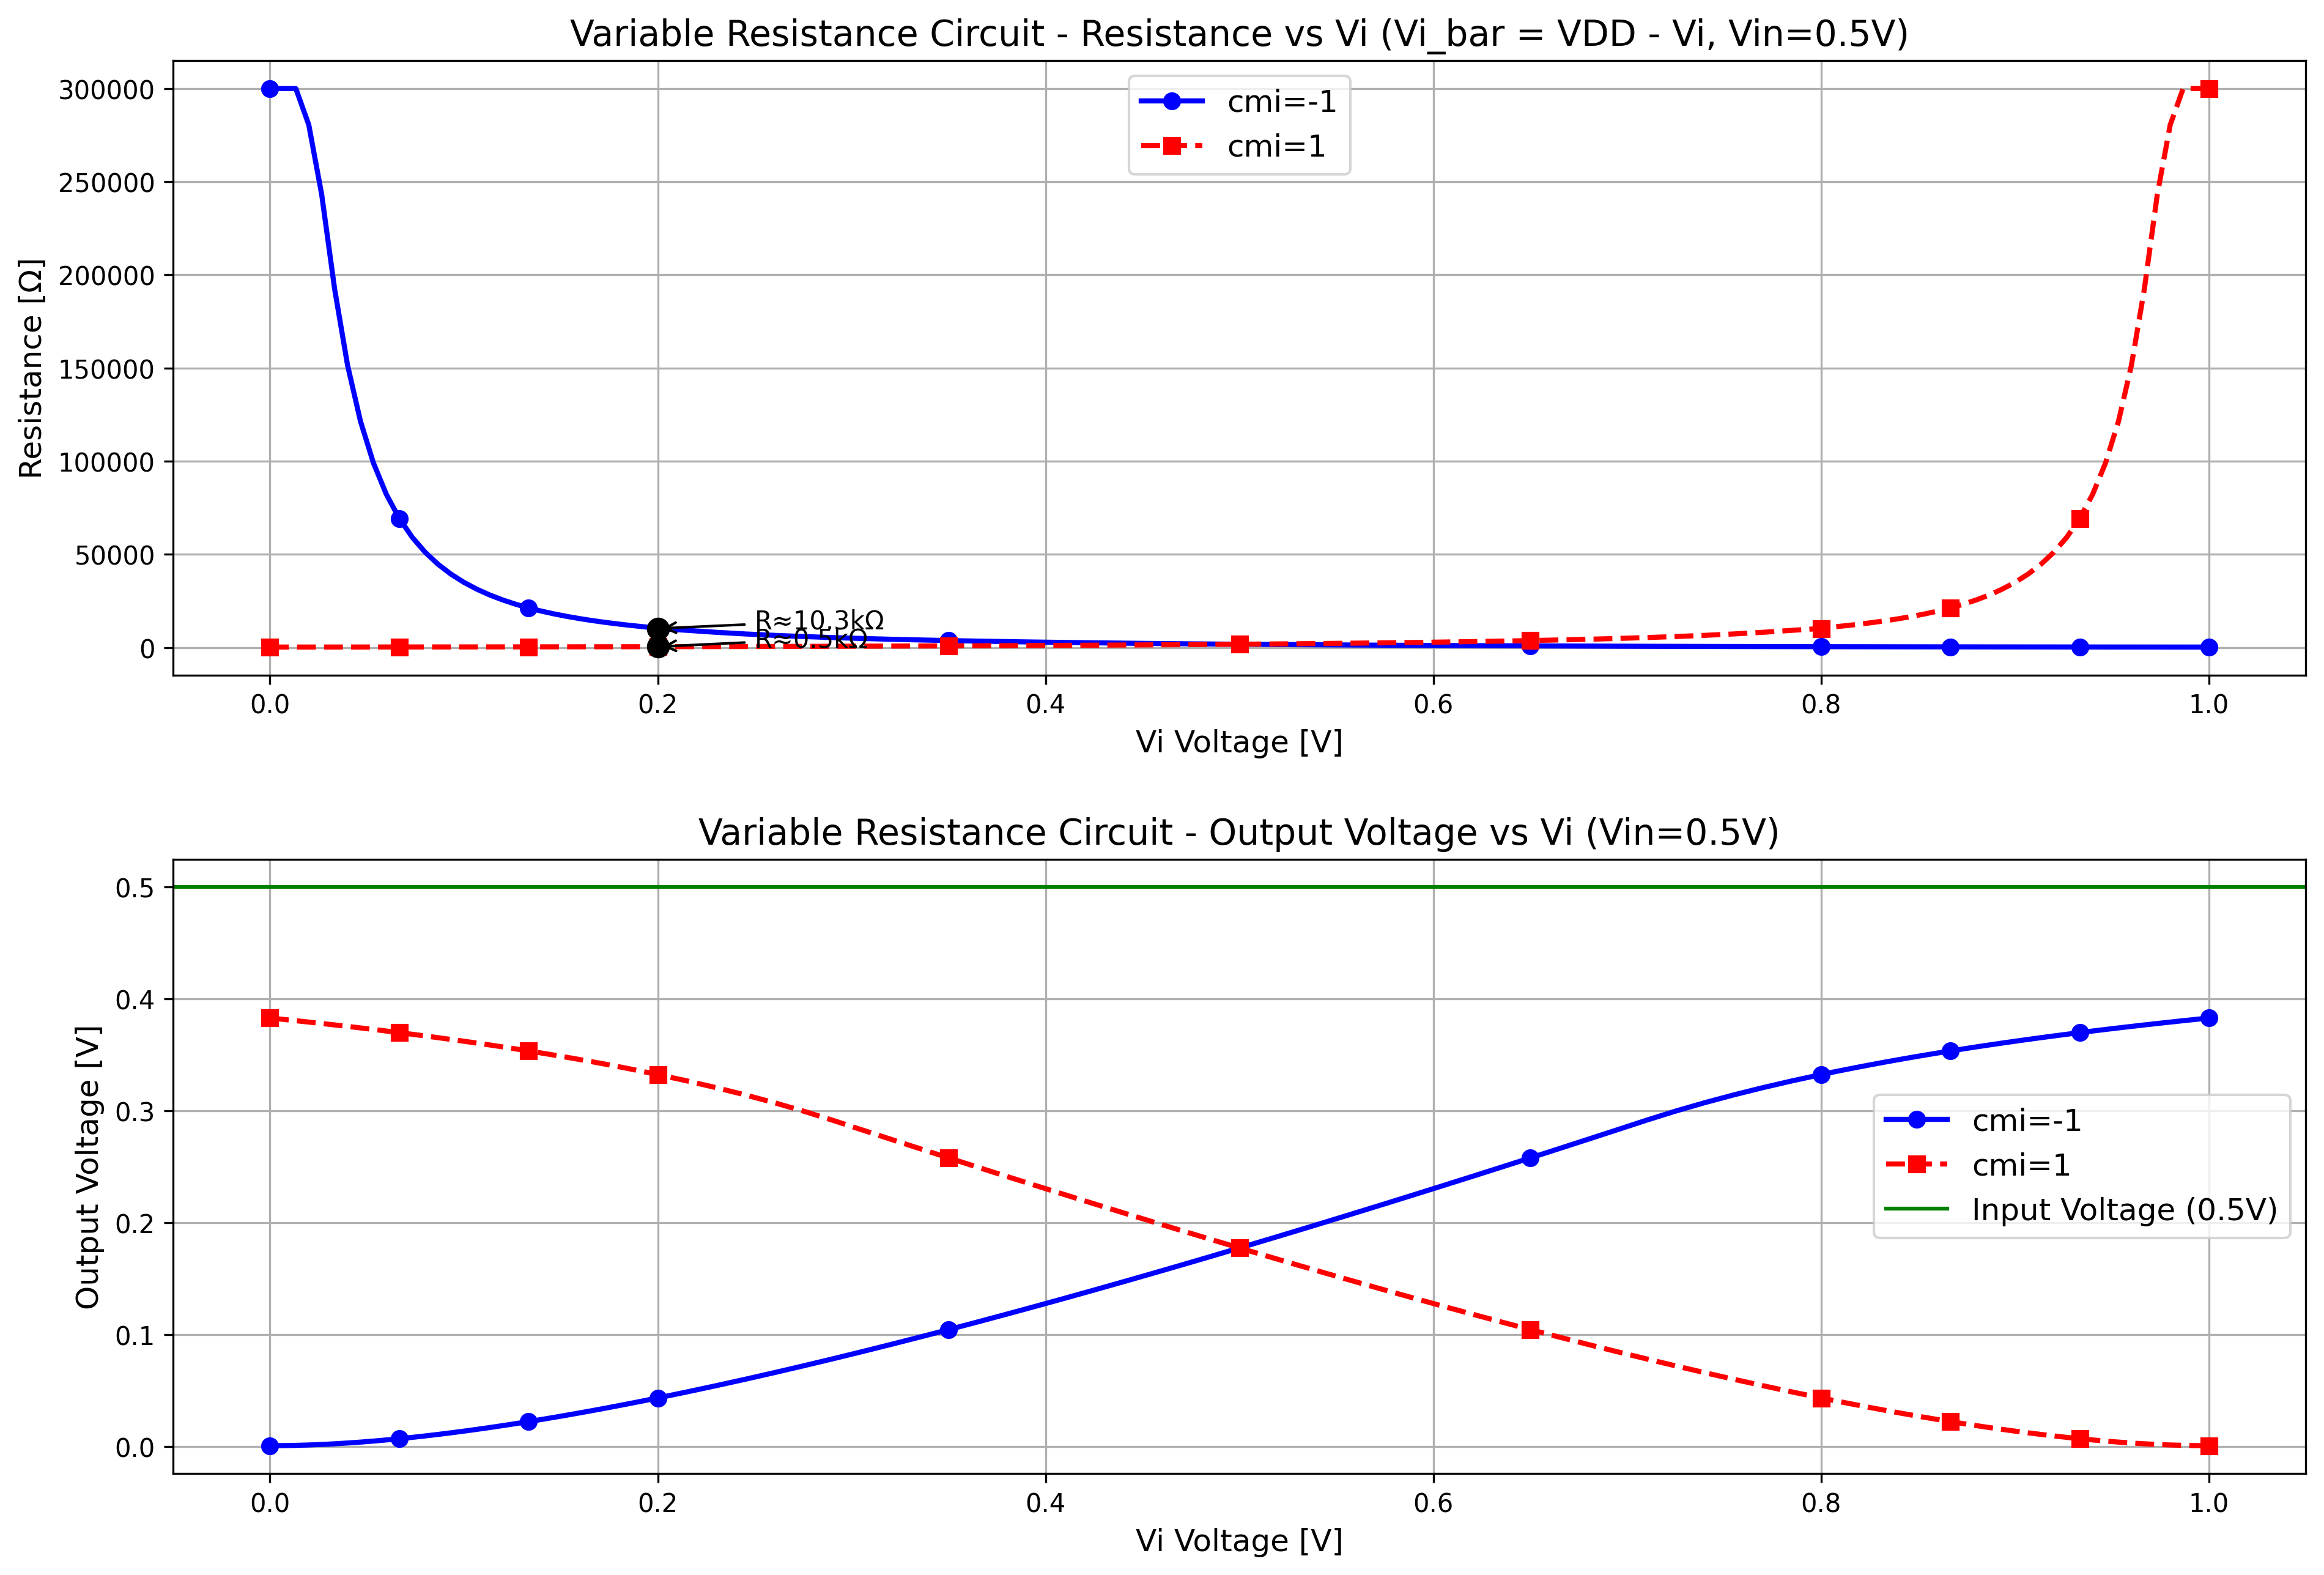 Variable Resistance Circuit - Resistance vs Vi (Vi_bar = VDD - Vi, Vin=0.5V)
300000
250000
200000
150000
100000
50000
0
Resistance [Ω]
cmi=-1
cmi=1
R≈10.3kΩ
R≈0.5kΩ
0.0 0.2 0.4 0.6 0.8 1.0
Vi Voltage [V]
Variable Resistance Circuit - Output Voltage vs Vi (Vin=0.5V)
0.5
0.4
0.3
0.2
0.1
0.0
Output Voltage [V]
cmi=-1
cmi=1
Input Voltage (0.5V)
0.0 0.2 0.4 0.6 0.8 1.0
Vi Voltage [V]